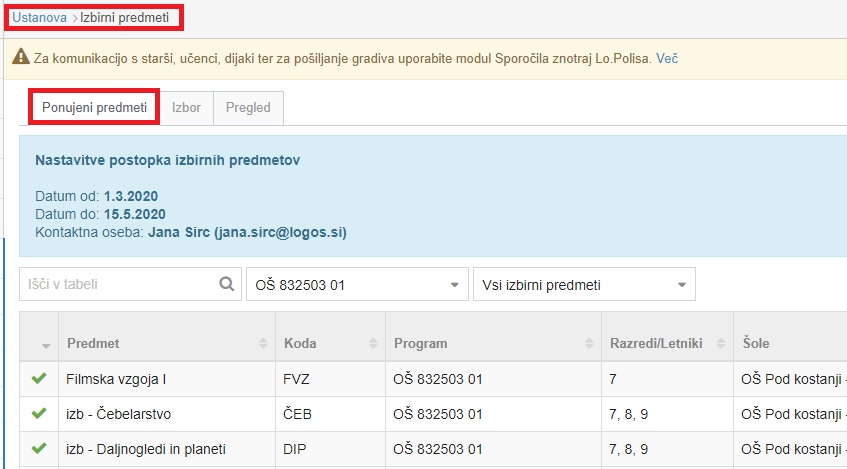 Ustanova > Izbirni predmeti
Za komunikacijo s starši, učenci, dijaki ter za pošiljanje gradiva uporabite modul Sporočila znotraj Lo.Polisa. Več
Ponujeni predmeti Izbor Pregled
Nastavitve postopka izbirnih predmetov
Datum od: 1.3.2020
Datum do: 15.5.2020
Kontaktna oseba: Jana Sirc (jana.sirc@logos.si)
Išči v tabeli OŠ 832503 01 Vsi izbirni predmeti
Predmet Koda Program Razredi/Letniki Šole
Filmska vzgoja I FVZ OŠ 832503 01 7 OŠ Pod kostanji -
izb - Čebelarstvo ČEB OŠ 832503 01 7, 8, 9 OŠ Pod kostanji -
izb - Daljnogledi in planeti DIP OŠ 832503 01 7, 8, 9 OŠ Pod kostanji -